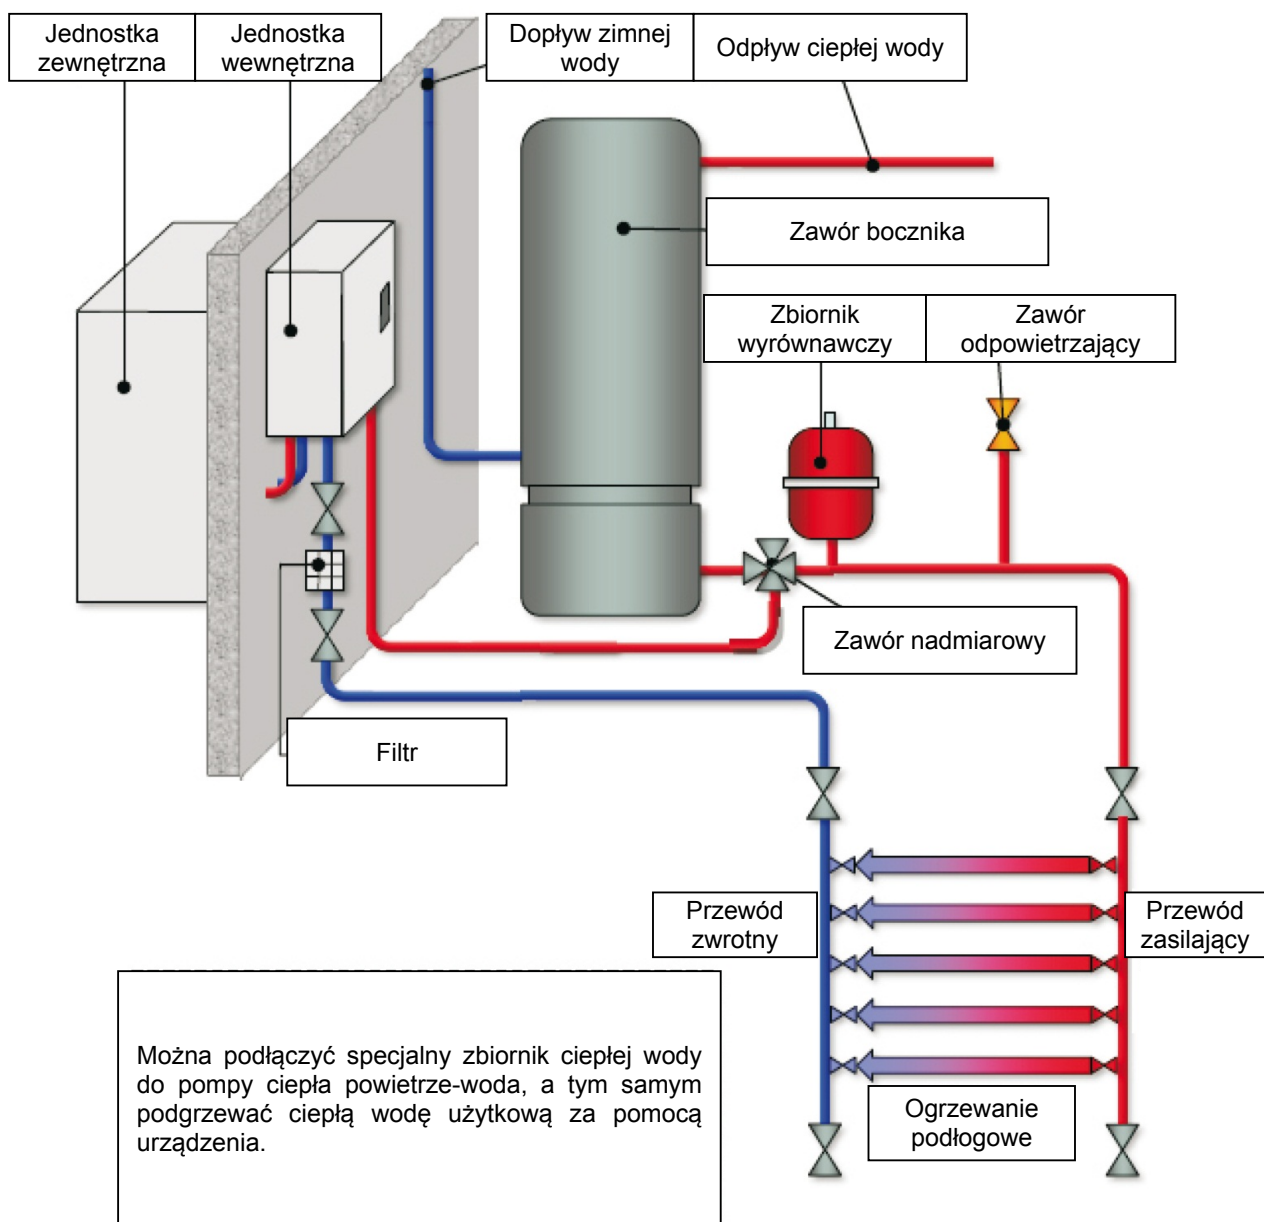 Jednostka
zewnętrzna
Jednostka
wewnętrzna
Dopływ zimnej
wody
Odpływ ciepłej wody
Zawór bocznika
Zbiornik
wyrównawczy
Zawór
odpowietrzający
Zawór nadmiarowy
Filtr
Przewód
zwrotny
Przewód
zasilający
Można podłączyć specjalny zbiornik ciepłej wody
do pompy ciepła powietrze-woda, a tym samym
podgrzewać ciepłą wodę użytkową za pomocą
urządzenia.
Ogrzewanie
podłogowe